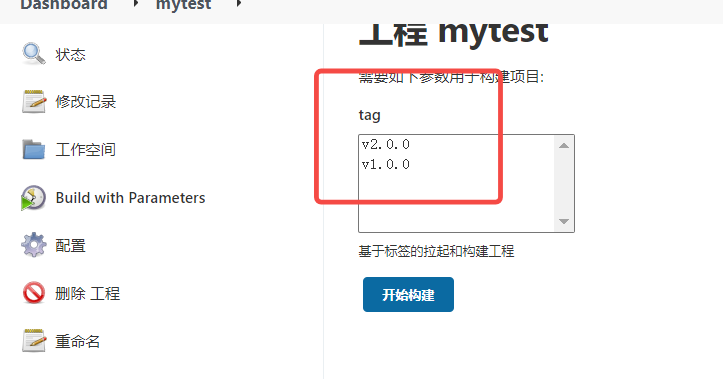 Dashboard
mytest
状态
修改记录
工作空间
Build with Parameters
配置
删除 工程
重命名
工程 mytest
需要如下参数用于构建项目:
tag
v2.0.0
v1.0.0
基于标签的拉起和构建工程
开始构建